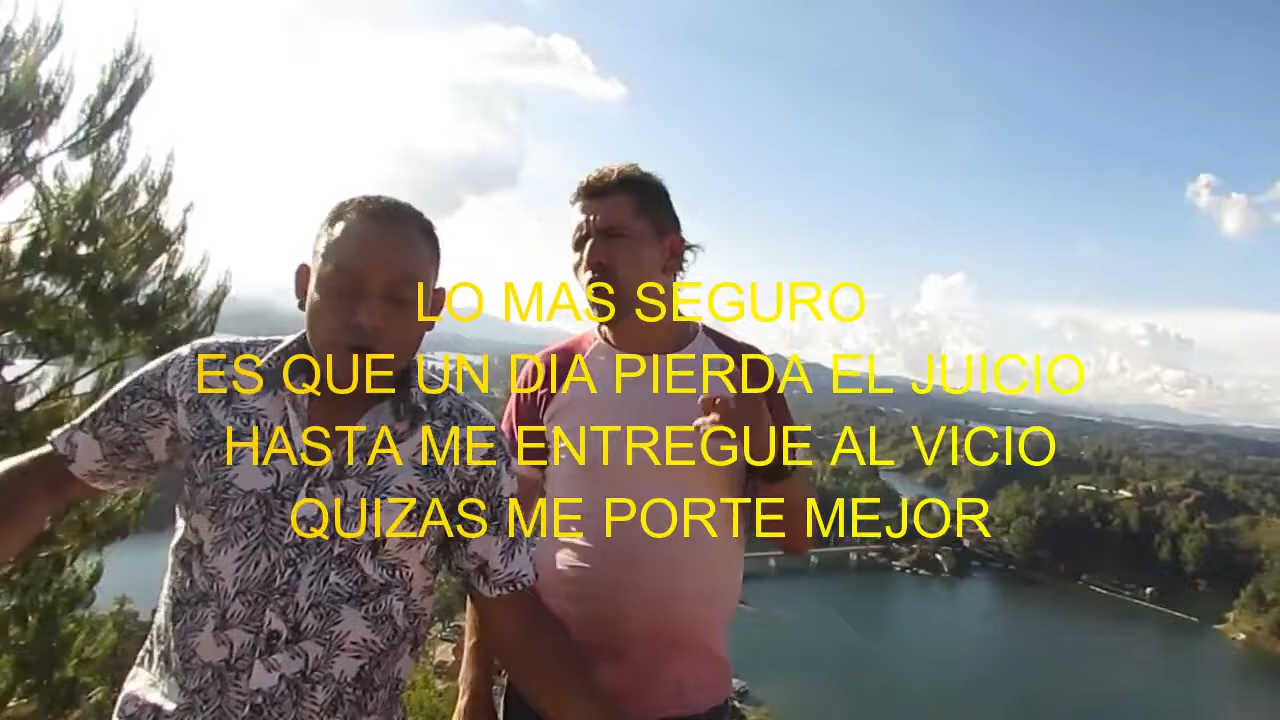 LO MAS SEGURO
ES QUE UN DIA PIERDA EL JUICIO
HASTA ME ENTREGUE AL VICIO
QUIZAS ME PORTE MEJOR